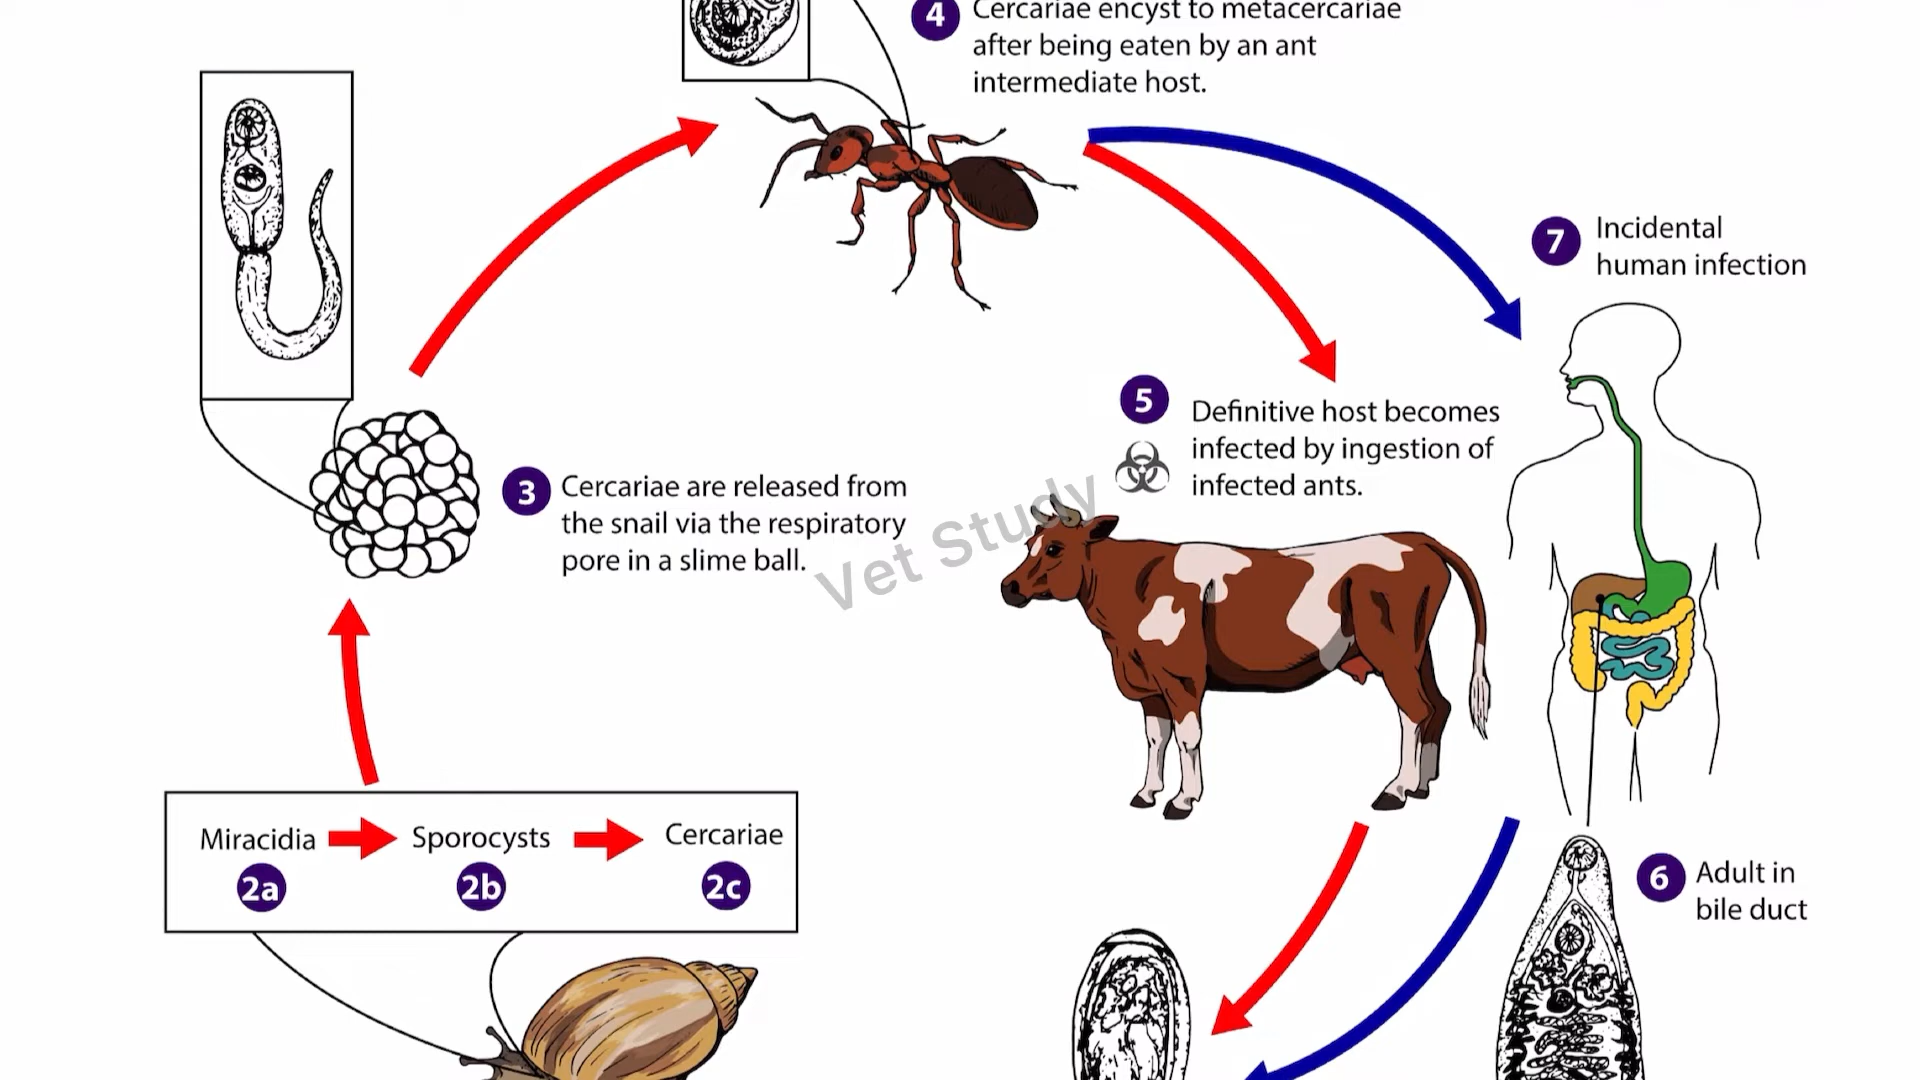 4
Cercariae encyst to metacercariae
after being eaten by an ant
intermediate host.
7
Incidental
human infection
5
Definitive host becomes
infected by ingestion of
infected ants.
3
Cercariae are released from
the snail via the respiratory
pore in a slime ball.
Vet Study
Miracidia
Sporocysts
Cercariae
2a
2b
2c
6
Adult in
bile duct